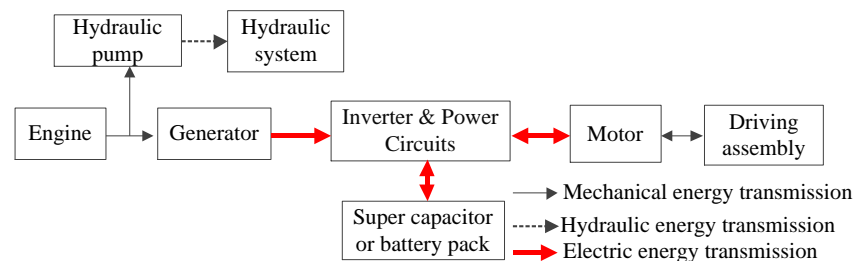 Hydraulic
pump
Hydraulic
system
Engine
Generator
Inverter & Power
Circuits
Motor
Driving
assembly
Super capacitor
or battery pack
Mechanical energy transmission
Hydraulic energy transmission
Electric energy transmission